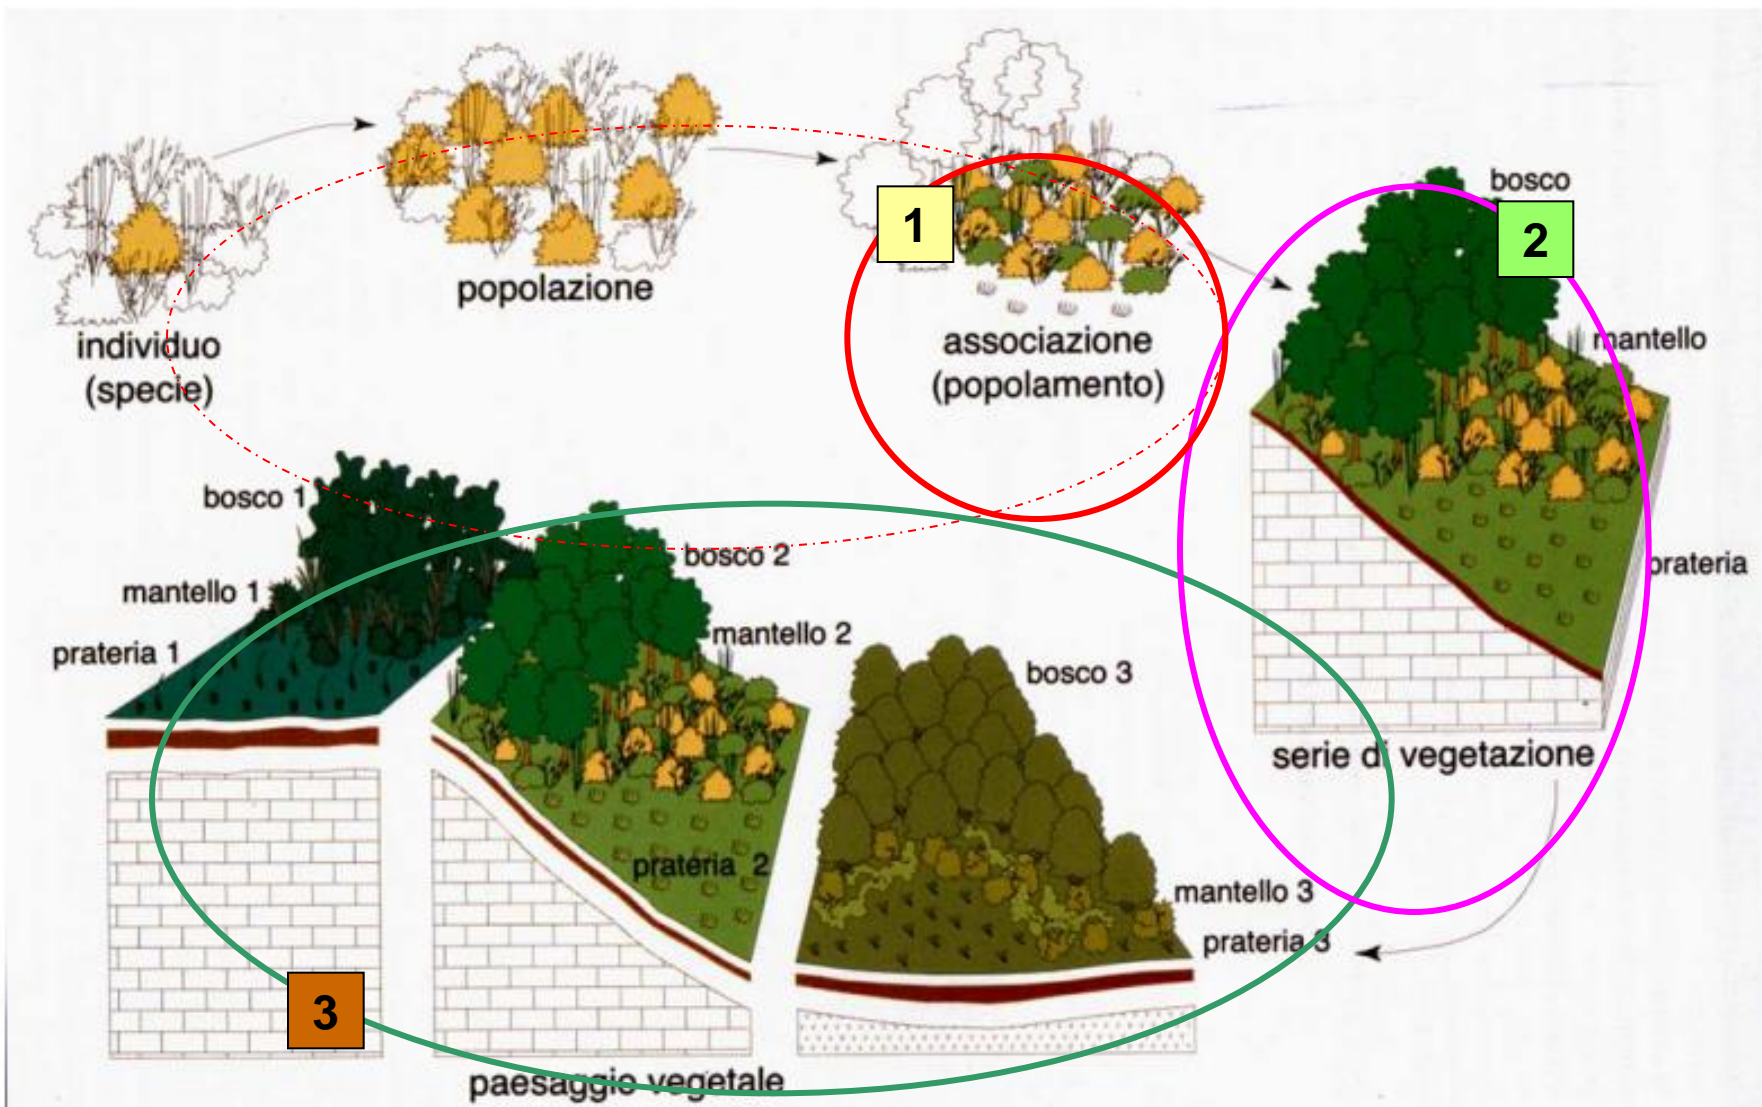 individuo
(specie)
popolazione
1
associazione
(popolamento)
bosco
2
mantello
prateria
serie di vegetazione
bosco 1
mantello 1
prateria 1
bosco 2
mantello 2
prateria 2
bosco 3
mantello 3
prateria 3
3
paesaggio vegetale